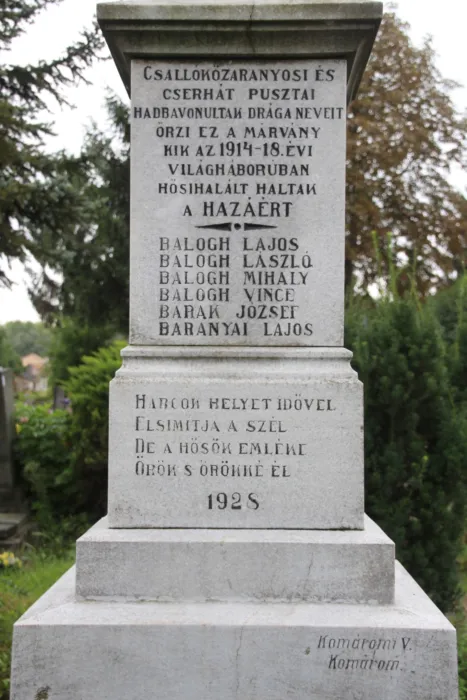 CSALLÓKÖZARANYOSI ÉS
CSERHÁT PUSZTAI
HADBAVONULTAK DRÁGA NEVEIT
ŐRZI EZ A MÁRVÁNY
KIK AZ 1914-18.ÉVI
VILÁGHÁBORUBAN
HŐSIHALÁLT HALTAK
A HAZÁÉRT
BALOGH LAJOS
BALOGH LÁSZLÓ
BALOGH MIHÁLY
BALOGH VINCE
BARAK JÓZSEF
BARANYAI LAJOS
HARCOK HELYET IDŐVEL
ELSIMITJA A SZÉL
DE A HŐSÖK EMLÉKE
ÖRÖK S ÖRÖKKÉ ÉL
1928
Komáromi V.
Komárom.